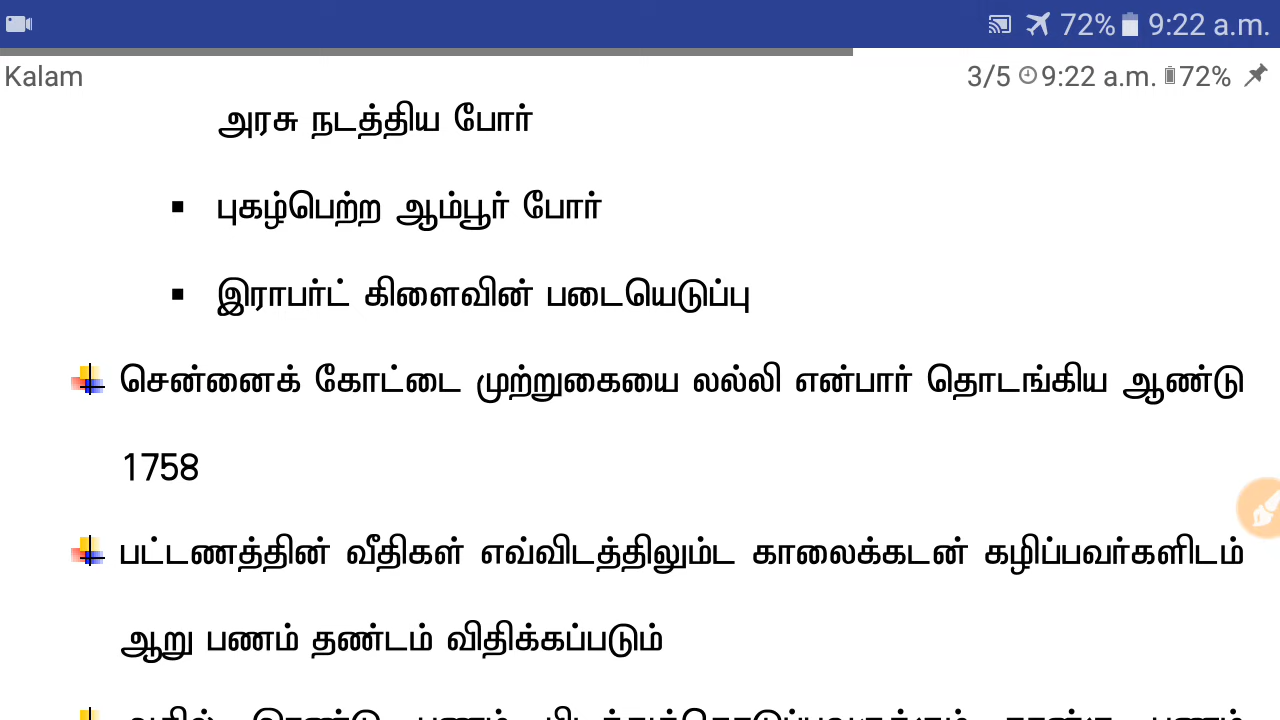 72% 9:22 a.m.
Kalam 3/5 9:22 a.m. 72%
அரசு நடத்திய போர்
▪ புகழ்பெற்ற ஆம்பூர் போர்
▪ இராபர்ட் கிளைவின் படையெடுப்பு
சென்னைக் கோட்டை முற்றுகையை லல்லி என்பார் தொடங்கிய ஆண்டு
1758
பட்டணத்தின் வீதிகள் எவ்விடத்திலும்ட காலைக்கடன் கழிப்பவர்களிடம்
ஆறு பணம் தண்டம் விதிக்கப்படும்